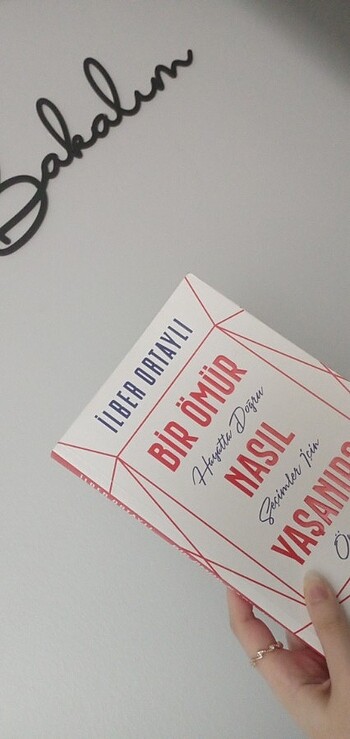 Bakalım
İLBER ORTAYLI
BİR ÖMÜR
Hayatta Doğru
NASIL
Seçimler İçin